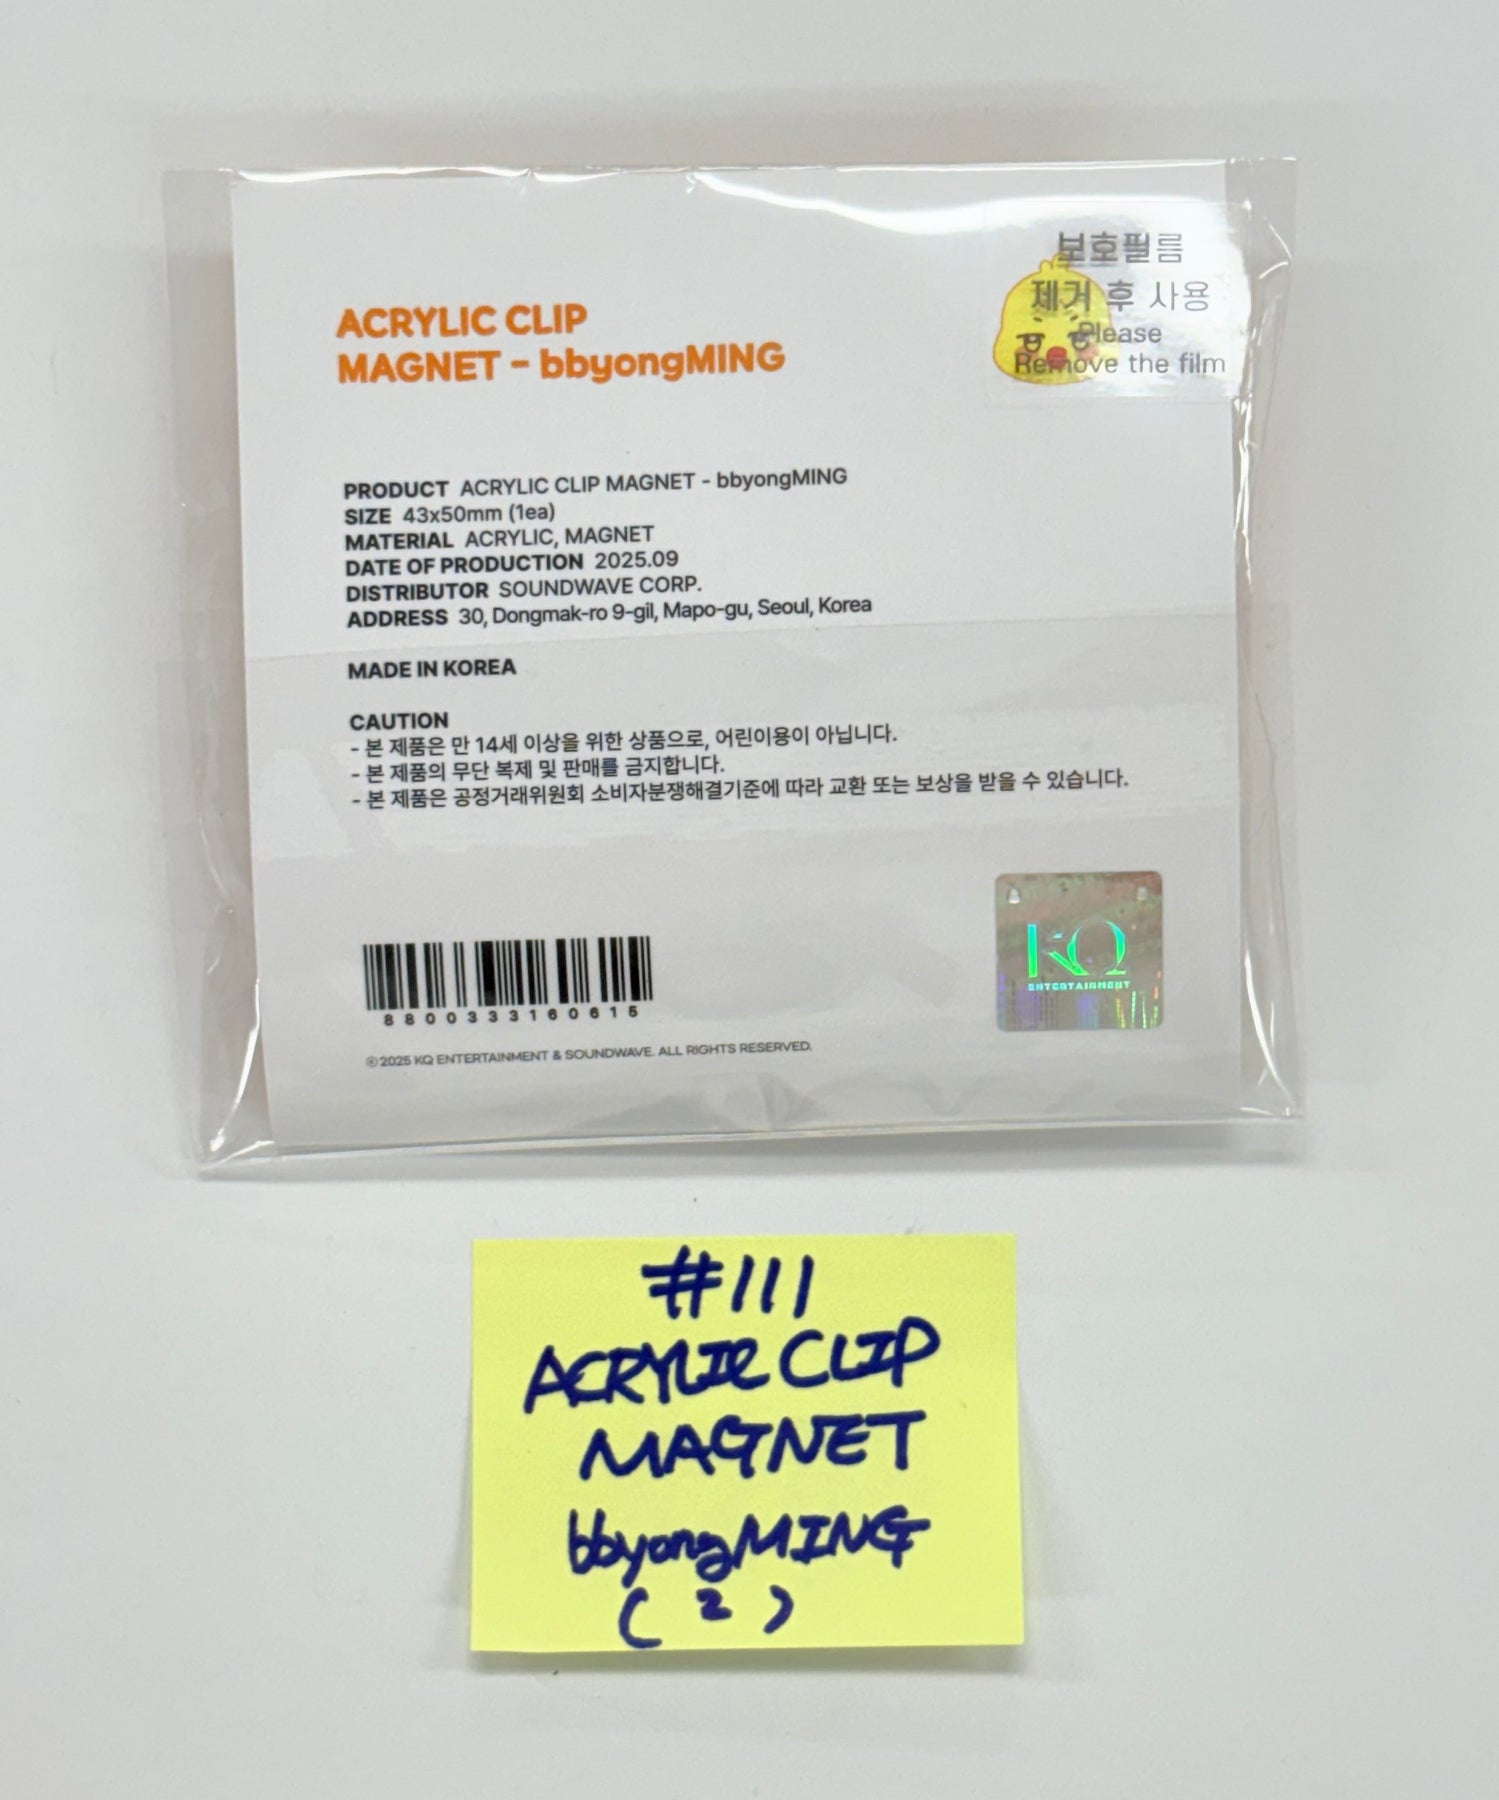 보호필름
제거 후 사용
Please
Remove the film
ACRYLIC CLIP
MAGNET - bbyongMING
PRODUCT ACRYLIC CLIP MAGNET - bbyongMING
SIZE 43x50mm (1ea)
MATERIAL ACRYLIC, MAGNET
DATE OF PRODUCTION 2025.09
DISTRIBUTOR SOUNDWAVE CORP.
ADDRESS 30, Dongmak-ro 9-gil, Mapo-gu, Seoul, Korea
MADE IN KOREA
CAUTION
- 본 제품은 만 14세 이상을 위한 상품으로, 어린이용이 아닙니다.
- 본 제품의 무단 복제 및 판매를 금지합니다.
- 본 제품은 공정거래위원회 소비자분쟁해결기준에 따라 교환 또는 보상을 받을 수 있습니다.
KQ
ENTERTAINMENT
8800333160615
©2025 KQ ENTERTAINMENT & SOUNDWAVE. ALL RIGHTS RESERVED.
#111
ACRYLIC CLIP
MAGNET
bbyongMING
(2)